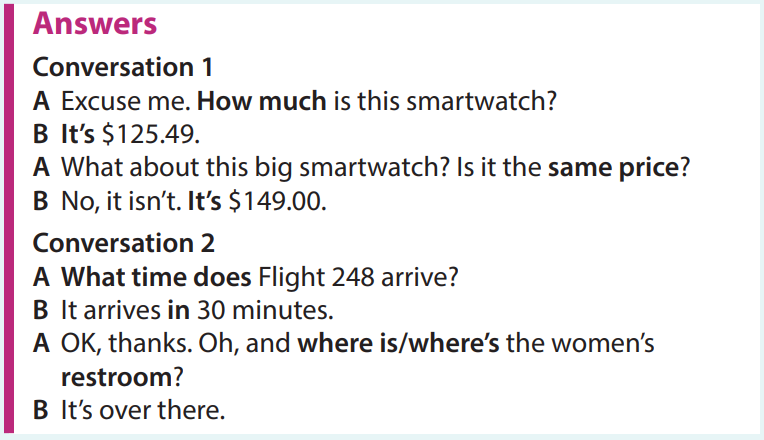 Answers
Conversation 1
A Excuse me. How much is this smartwatch?
B It's $125.49.
A What about this big smartwatch? Is it the same price?
B No, it isn't. It's $149.00.
Conversation 2
A What time does Flight 248 arrive?
B It arrives in 30 minutes.
A OK, thanks. Oh, and where is/where's the women's
restroom?
B It's over there.